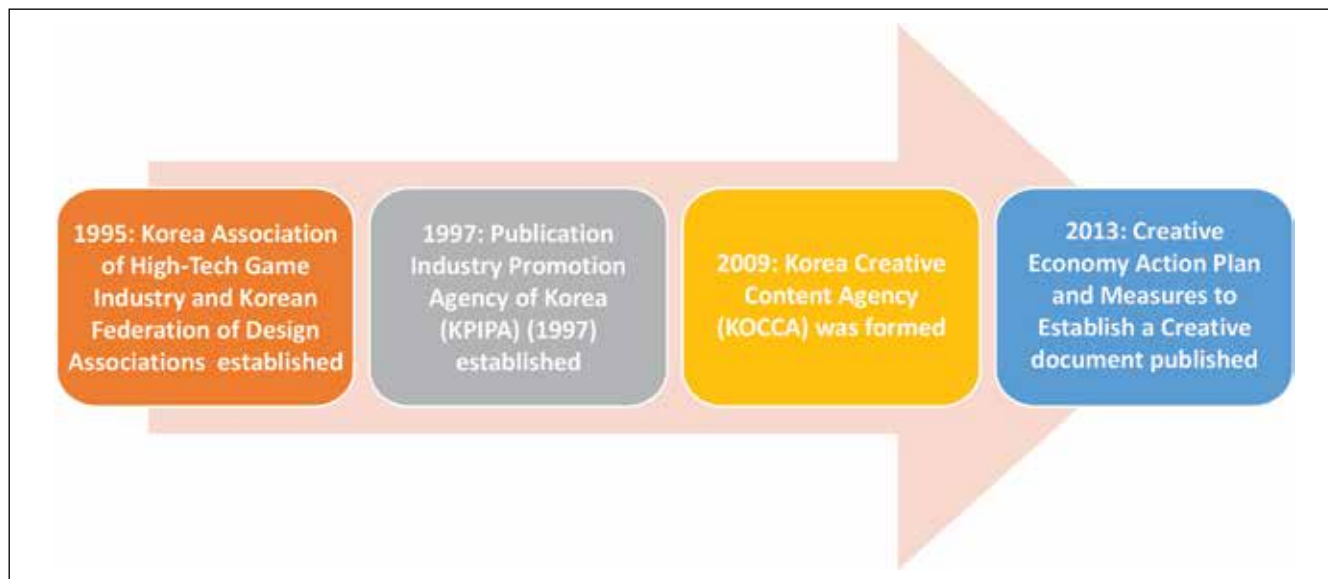 1995: Korea Association
of High-Tech Game
Industry and Korean
Federation of Design
Associations established
1997: Publication
Industry Promotion
Agency of Korea
(KPIPA) (1997)
established
2009: Korea Creative
Content Agency
(KOCCA) was formed
2013: Creative
Economy Action Plan
and Measures to
Establish a Creative
document published